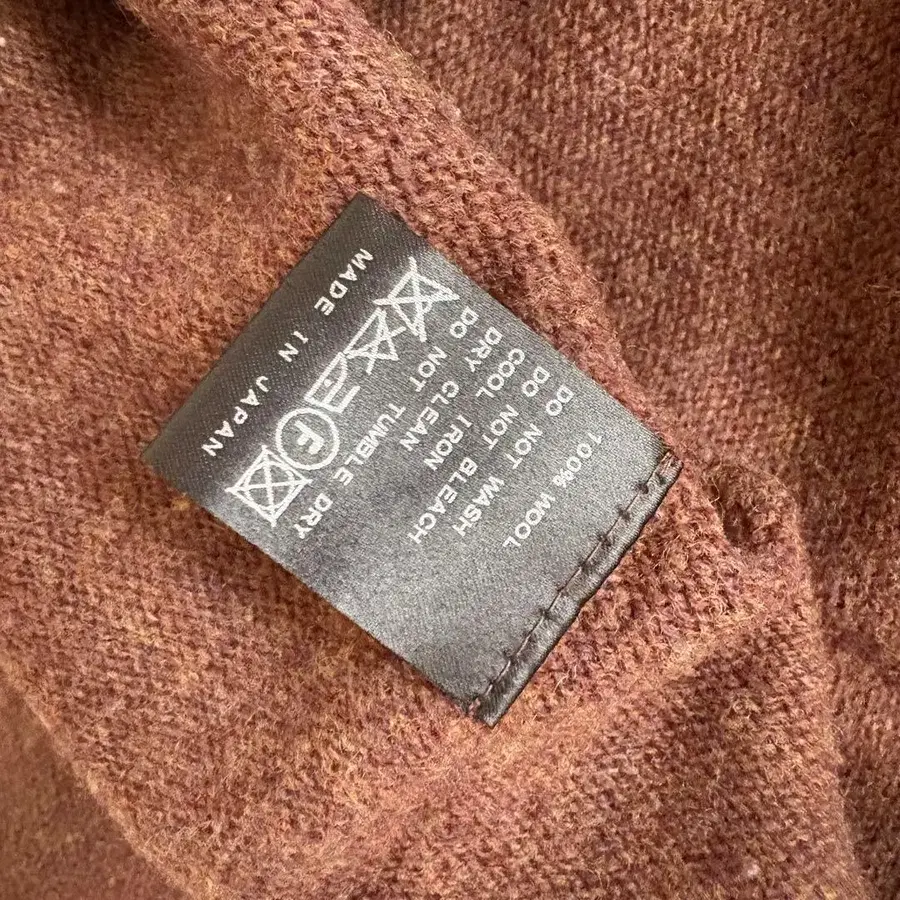 100% WOOL
DO NOT WASH
DO NOT BLEACH
COOL IRON
DRY CLEAN
DO NOT TUMBLE DRY
F
MADE IN JAPAN